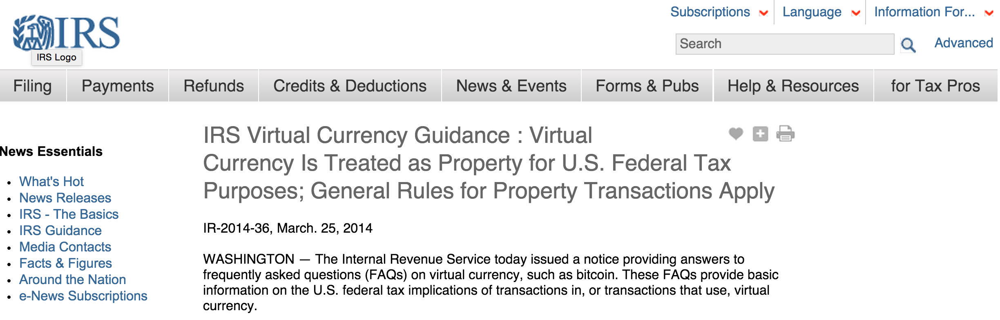 Subscriptions Language Information For...
IRS
Search Advanced
IRS Logo
Filing Payments Refunds Credits & Deductions News & Events Forms & Pubs Help & Resources for Tax Pros
News Essentials
What's Hot
News Releases
IRS - The Basics
IRS Guidance
Media Contacts
Facts & Figures
Around the Nation
e-News Subscriptions
IRS Virtual Currency Guidance : Virtual
Currency Is Treated as Property for U.S. Federal Tax
Purposes; General Rules for Property Transactions Apply
IR-2014-36, March. 25, 2014
WASHINGTON — The Internal Revenue Service today issued a notice providing answers to
frequently asked questions (FAQs) on virtual currency, such as bitcoin. These FAQs provide basic
information on the U.S. federal tax implications of transactions in, or transactions that use, virtual
currency.